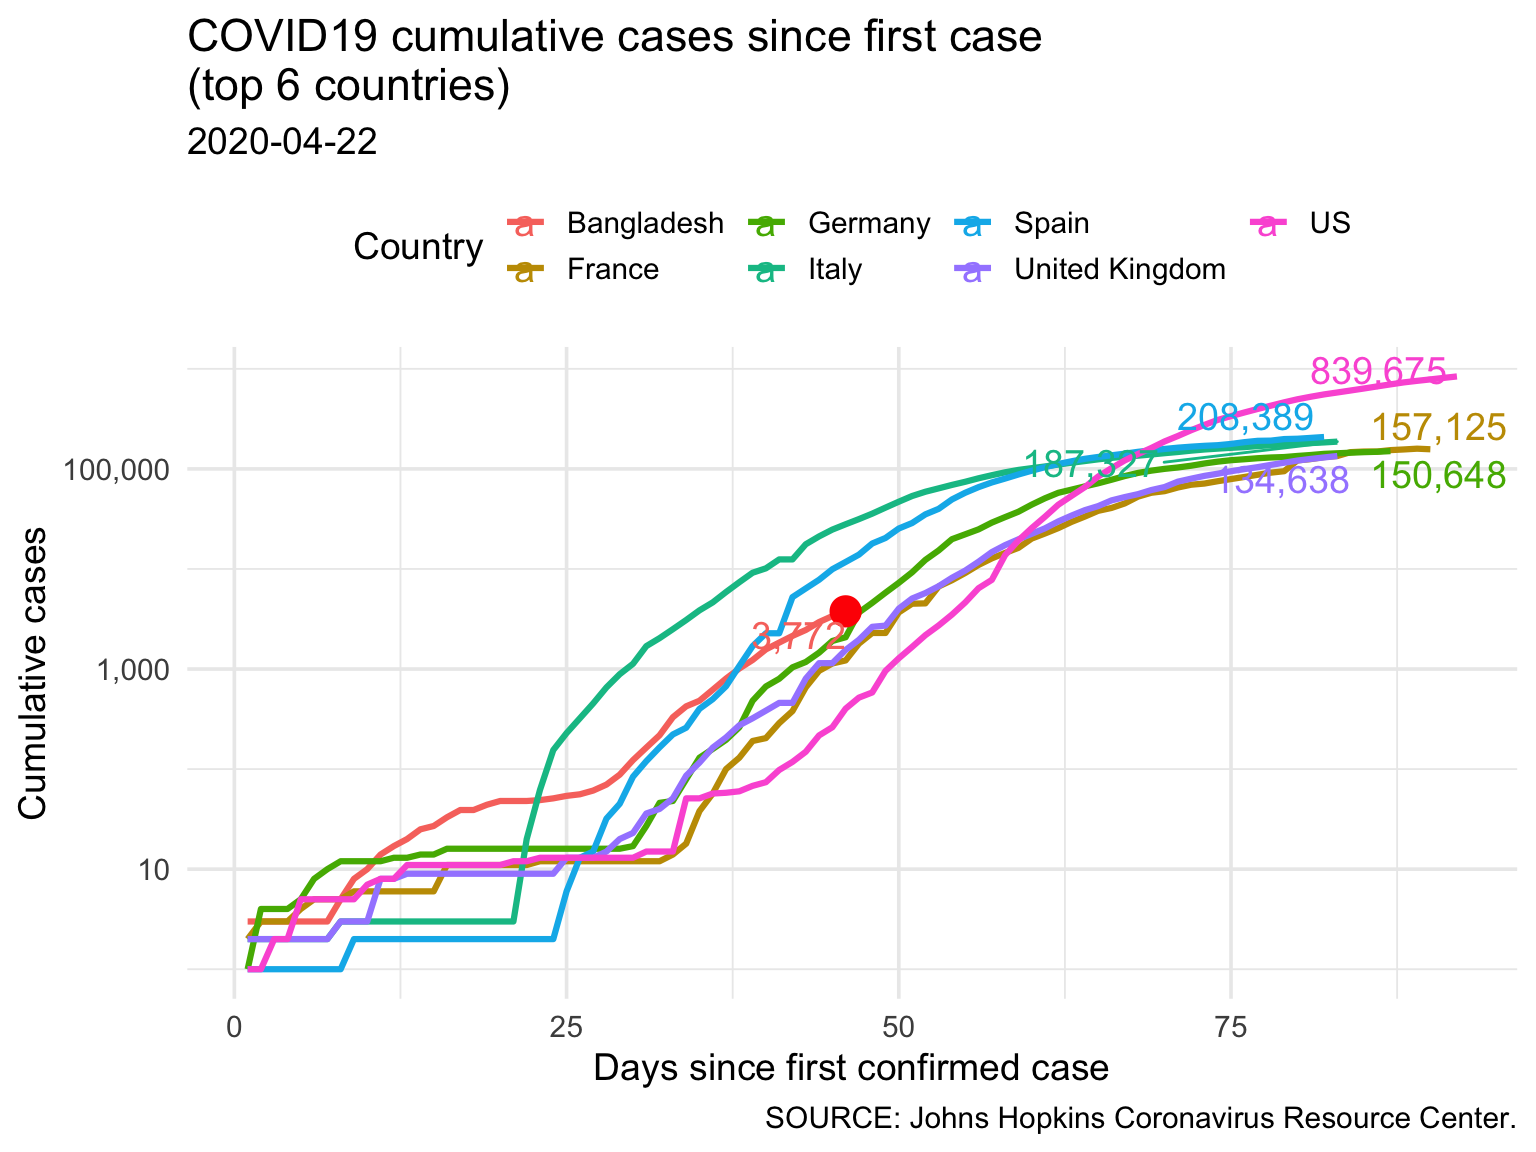 COVID19 cumulative cases since first case
(top 6 countries)
2020-04-22
Country
a Bangladesh
a Germany
a Spain
a US
a France
a Italy
a United Kingdom
839,675
208,389
157,125
187,327
150,648
134,638
3,772
100,000
1,000
10
Cumulative cases
0 25 50 75
Days since first confirmed case
SOURCE: Johns Hopkins Coronavirus Resource Center.